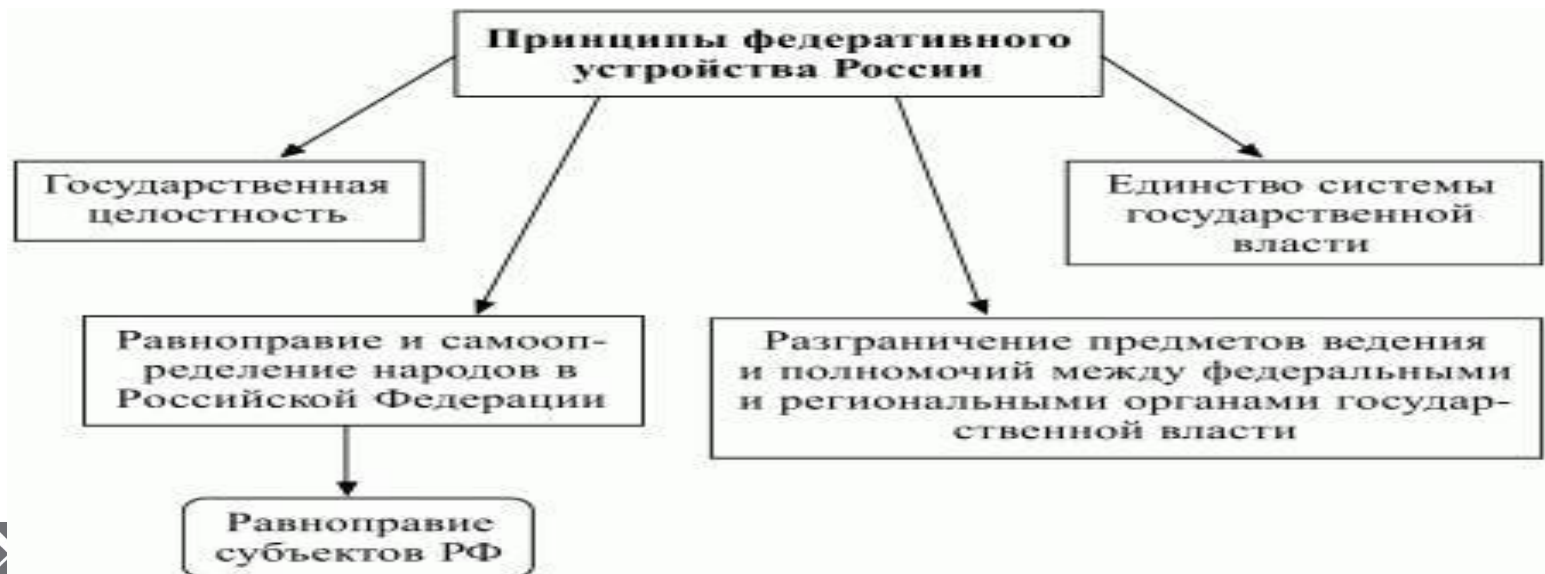 Принципы федеративного
устройства России
Государственная
целостность
Единство системы
государственной
власти
Равноправие и самооп-
ределение народов в
Российской Федерации
Разграничение предметов ведения
и полномочий между федеральными
и региональными органами государ-
ственной власти
Равноправие
субъектов РФ